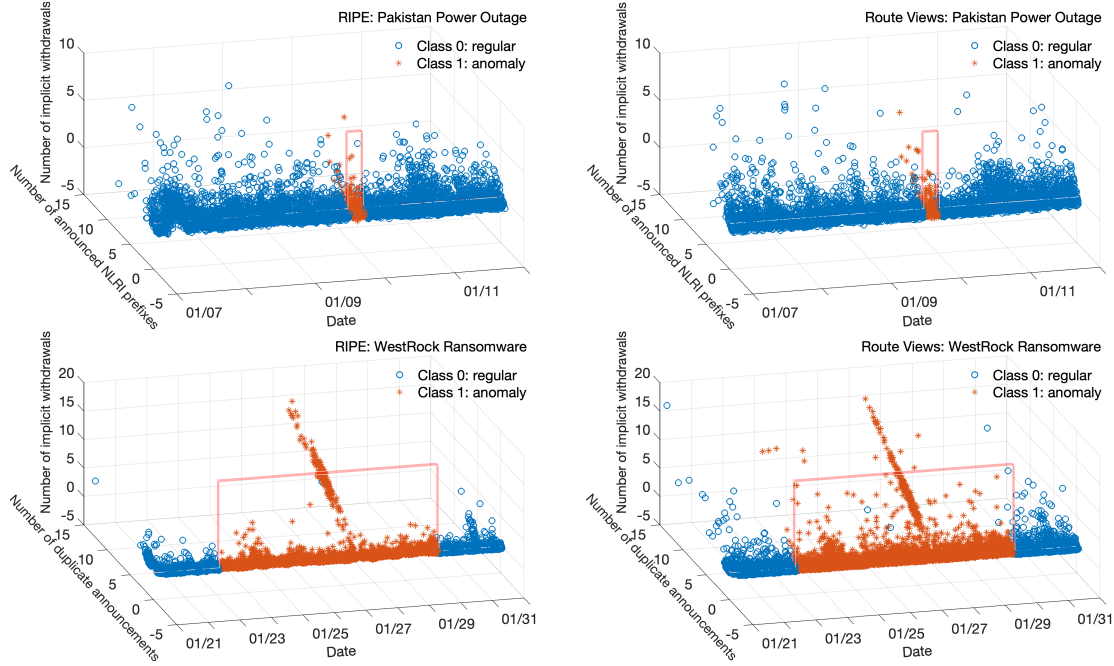 RIPE: Pakistan Power Outage
Class 0: regular
Class 1: anomaly
Number of implicit withdrawals
10
5
0
-5
Number of announced NLRI prefixes
15
10
5
0
-5
01/07
01/09
01/11
Date
Route Views: Pakistan Power Outage
Class 0: regular
Class 1: anomaly
Number of implicit withdrawals
10
5
0
-5
Number of announced NLRI prefixes
15
10
5
0
-5
01/07
01/09
01/11
Date
RIPE: WestRock Ransomware
Class 0: regular
Class 1: anomaly
Number of implicit withdrawals
20
15
10
5
0
-5
Number of duplicate announcements
15
10
5
0
-5
01/21
01/23
01/25
01/27
01/29
01/31
Date
Route Views: WestRock Ransomware
Class 0: regular
Class 1: anomaly
Number of implicit withdrawals
20
15
10
5
0
-5
Number of duplicate announcements
15
10
5
0
-5
01/21
01/23
01/25
01/27
01/29
01/31
Date